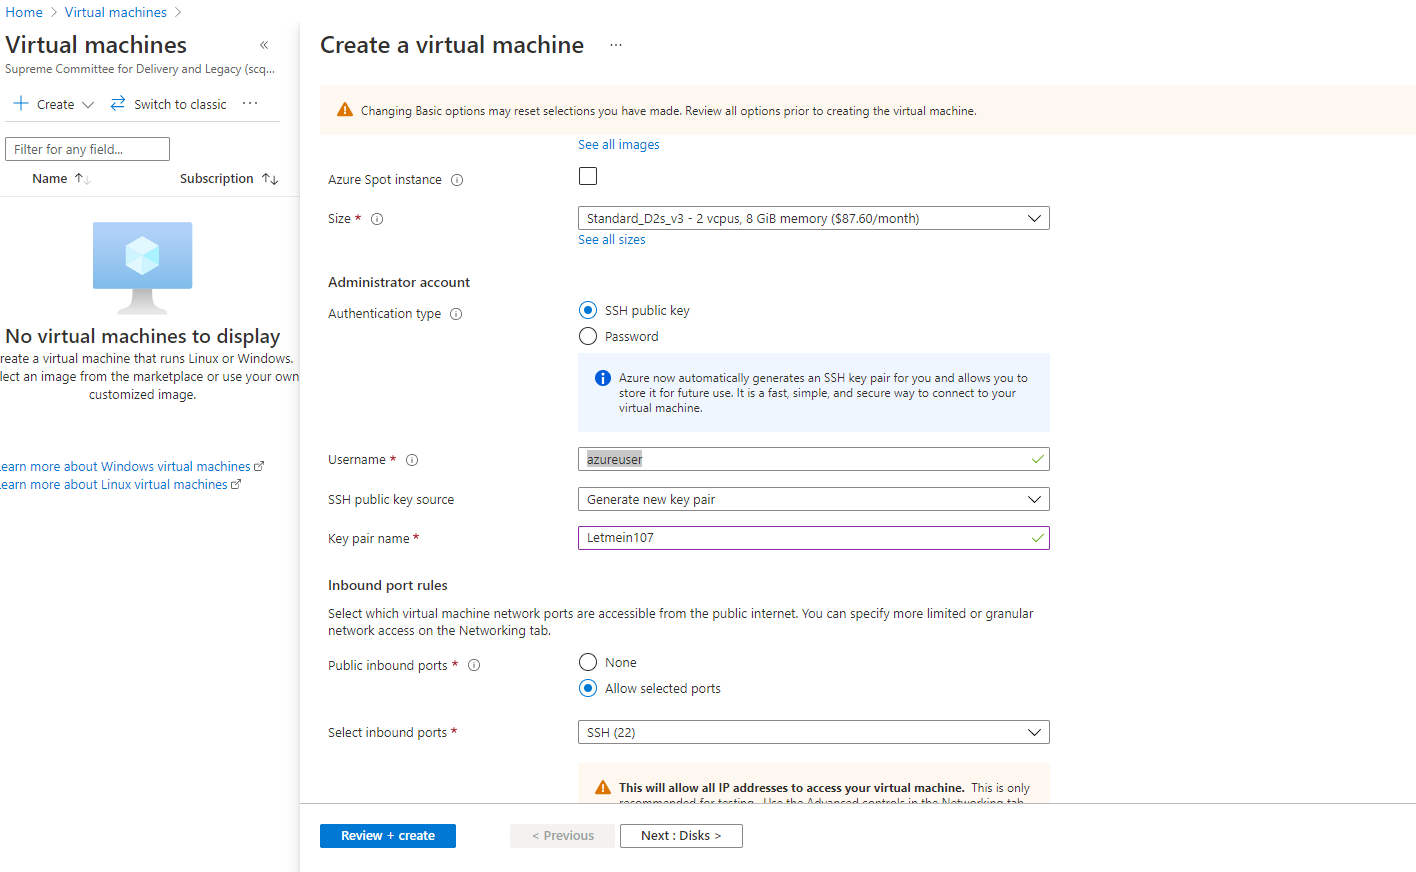 Home > Virtual machines >
Virtual machines «
Supreme Committee for Delivery and Legacy (scq...
+ Create Switch to classic ...
Filter for any field...
Name ↑↓ Subscription ↑↓
No virtual machines to display
reate a virtual machine that runs Linux or Windows.
lect an image from the marketplace or use your own
customized image.
earn more about Windows virtual machines
earn more about Linux virtual machines
Create a virtual machine ...
Changing Basic options may reset selections you have made. Review all options prior to creating the virtual machine.
See all images
Azure Spot instance
Size *
Standard_D2s_v3 - 2 vcpus, 8 GiB memory ($87.60/month)
See all sizes
Administrator account
Authentication type
SSH public key
Password
Azure now automatically generates an SSH key pair for you and allows you to
store it for future use. It is a fast, simple, and secure way to connect to your
virtual machine.
Username *
azureuser
SSH public key source
Generate new key pair
Key pair name *
Letmein107
Inbound port rules
Select which virtual machine network ports are accessible from the public internet. You can specify more limited or granular
network access on the Networking tab.
Public inbound ports *
None
Allow selected ports
Select inbound ports *
SSH (22)
This will allow all IP addresses to access your virtual machine. This is only
recommended for testing. Use the Advanced controls in the Networking tab
Review + create
< Previous
Next : Disks >